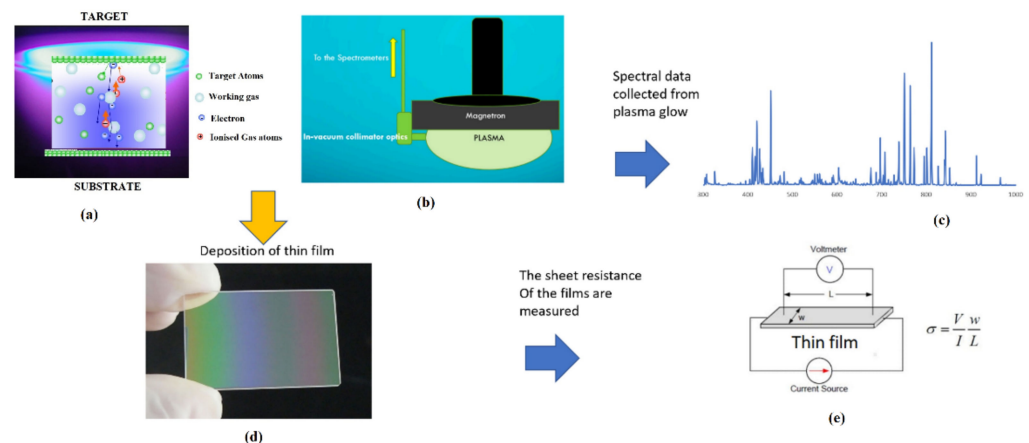 TARGET
Target Atoms
Working gas
Electron
Ionised Gas atoms
SUBSTRATE
(a)
To the Spectrometers
Magnetron
In-vacuum collimator optics
PLASMA
(b)
Spectral data
collected from
plasma glow
300 400 500 600 700 800 900 1000
(c)
Deposition of thin film
(d)
The sheet resistance
Of the films are
measured
Voltmeter
V
L
w
Thin film
Current Source
σ = V/I w/L
(e)